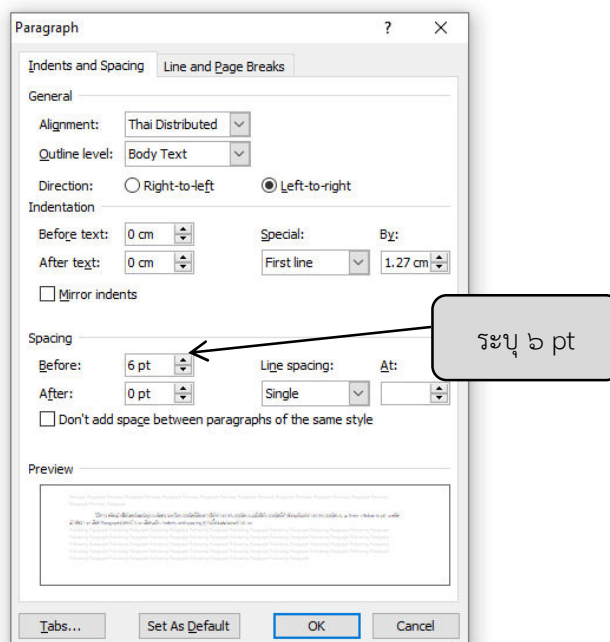 Paragraph ?
Indents and Spacing Line and Page Breaks
General
Alignment: Thai Distributed
Outline level: Body Text
Direction: Right-to-left Left-to-right
Indentation
Before text: 0 cm Special: By:
After text: 0 cm First line 1.27 cm
Mirror indents
Spacing
Before: 6 pt Line spacing: At:
After: 0 pt Single
Don't add space between paragraphs of the same style
ระบุ ๖ pt
Preview
Tabs... Set As Default OK Cancel